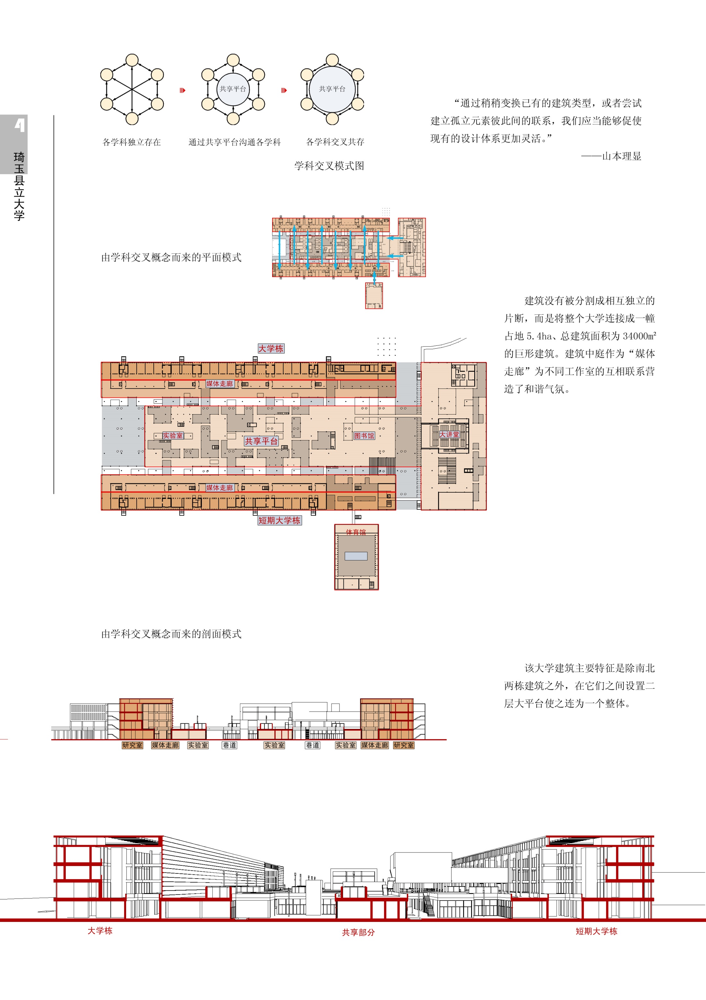 4
琦玉县立大学
共享平台
共享平台
各学科独立存在
通过共享平台沟通各学科
各学科交叉共存
学科交叉模式图
“通过稍稍变换已有的建筑类型，或者尝试
建立孤立元素彼此间的联系，我们应当能够促使
现有的设计体系更加灵活。”
——山本理显
由学科交叉概念而来的平面模式
建筑没有被分割成相互独立的
片断，而是将整个大学连接成一幢
占地 5.4ha、总建筑面积为 34000m²
的巨形建筑。建筑中庭作为“媒体
走廊”为不同工作室的互相联系营
造了和谐气氛。
大学栋
媒体走廊
实验室
共享平台
图书馆
大讲堂
媒体走廊
短期大学栋
体育馆
由学科交叉概念而来的剖面模式
该大学建筑主要特征是除南北
两栋建筑之外，在它们之间设置二
层大平台使之连为一个整体。
研究室
媒体走廊
实验室
巷道
实验室
巷道
实验室
媒体走廊
研究室
大学栋
共享部分
短期大学栋